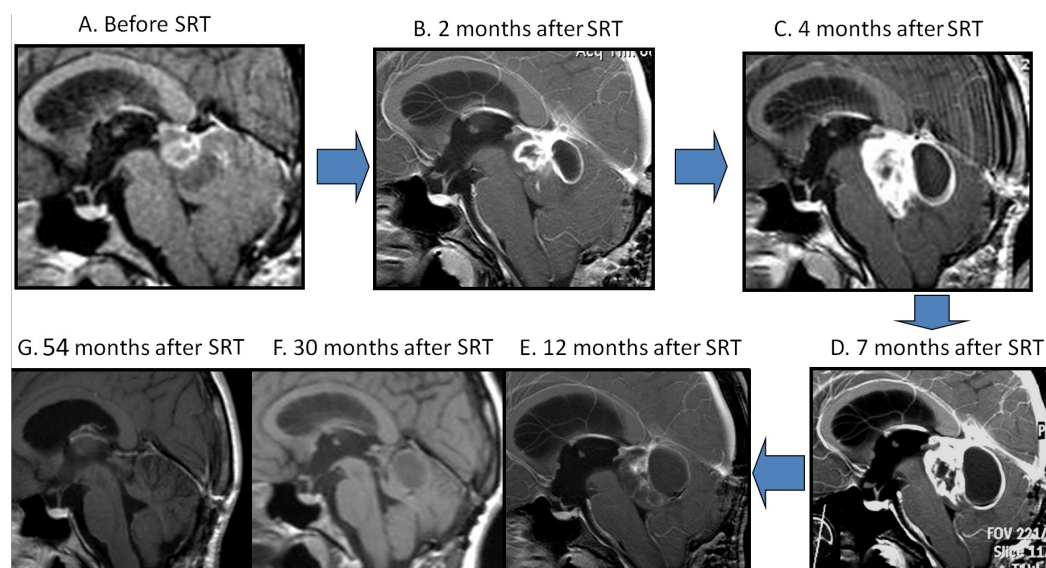 A. Before SRT
B. 2 months after SRT
C. 4 months after SRT
2
G. 54 months after SRT
F. 30 months after SRT
E. 12 months after SRT
D. 7 months after SRT
P
FOV 221/
Slice 11